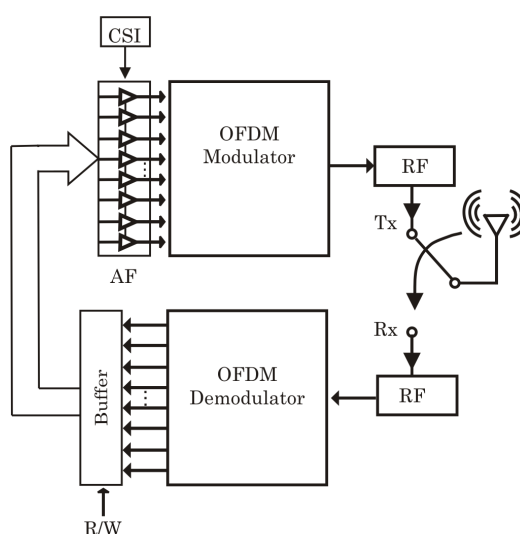 CSI
OFDM
Modulator
RF
Tx
AF
Rx
OFDM
Demodulator
RF
Buffer
R/W